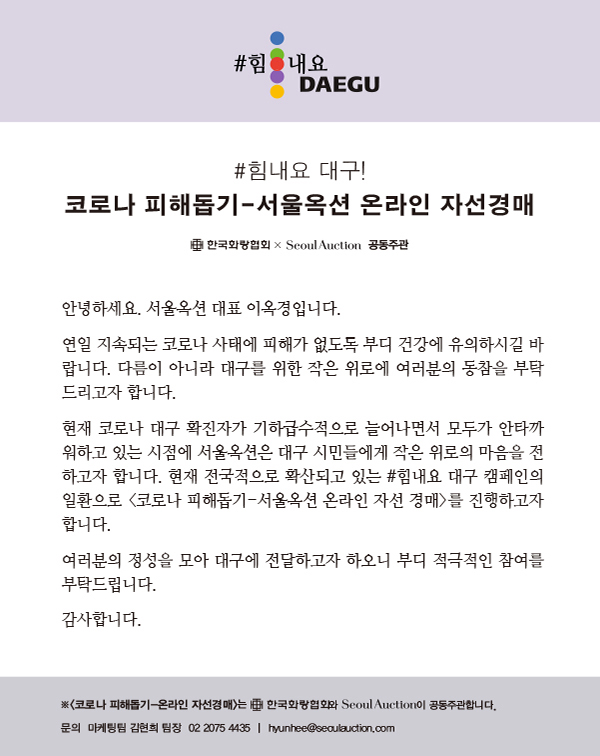 #힘내요
DAEGU
#힘내요 대구!
코로나 피해돕기-서울옥션 온라인 자선경매
한국화랑협회 × SeoulAuction 공동주관
안녕하세요. 서울옥션 대표 이옥경입니다.
연일 지속되는 코로나 사태에 피해가 없도록 부디 건강에 유의하시길 바
랍니다. 다름이 아니라 대구를 위한 작은 위로에 여러분의 동참을 부탁
드리고자 합니다.
현재 코로나 대구 확진자가 기하급수적으로 늘어나면서 모두가 안타까
워하고 있는 시점에 서울옥션은 대구 시민들에게 작은 위로의 마음을 전
하고자 합니다. 현재 전국적으로 확산되고 있는 #힘내요 대구 캠페인의
일환으로 〈코로나 피해돕기-서울옥션 온라인 자선 경매〉를 진행하고자
합니다.
여러분의 정성을 모아 대구에 전달하고자 하오니 부디 적극적인 참여를
부탁드립니다.
감사합니다.
※〈코로나 피해돕기-온라인 자선경매〉는 한국화랑협회와 SeoulAuction이 공동주관합니다.
문의 마케팅팀 김현희 팀장 02 2075 4435 | hyunhee@seoulauction.com